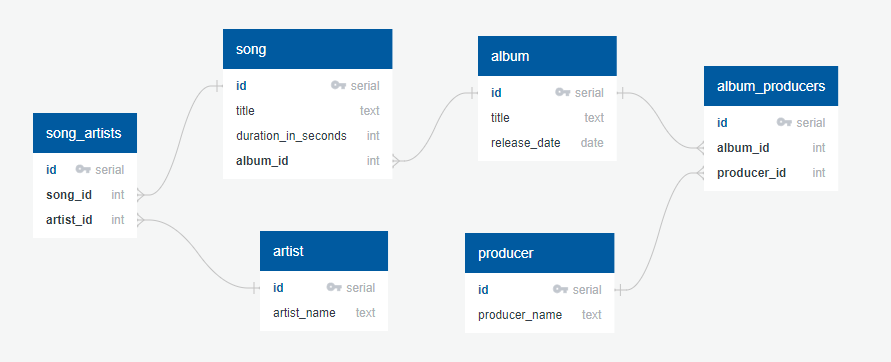 song_artists
id serial
song_id int
artist_id int
song
id serial
title text
duration_in_seconds int
album_id int
artist
id serial
artist_name text
album
id serial
title text
release_date date
producer
id serial
producer_name text
album_producers
id serial
album_id int
producer_id int